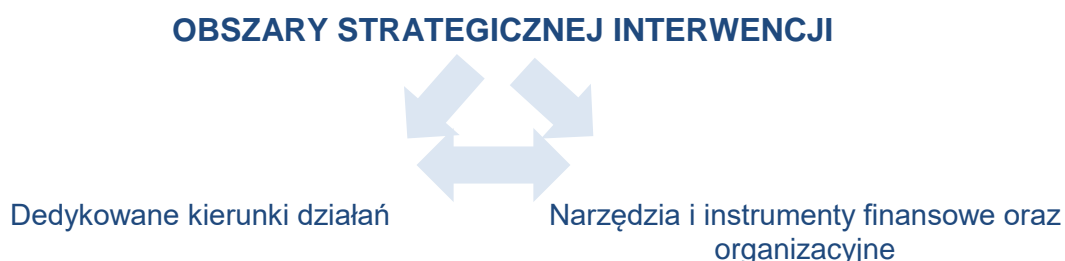 OBSZARY STRATEGICZNEJ INTERWENCJI
Dedykowane kierunki działań
Narzędzia i instrumenty finansowe oraz
organizacyjne